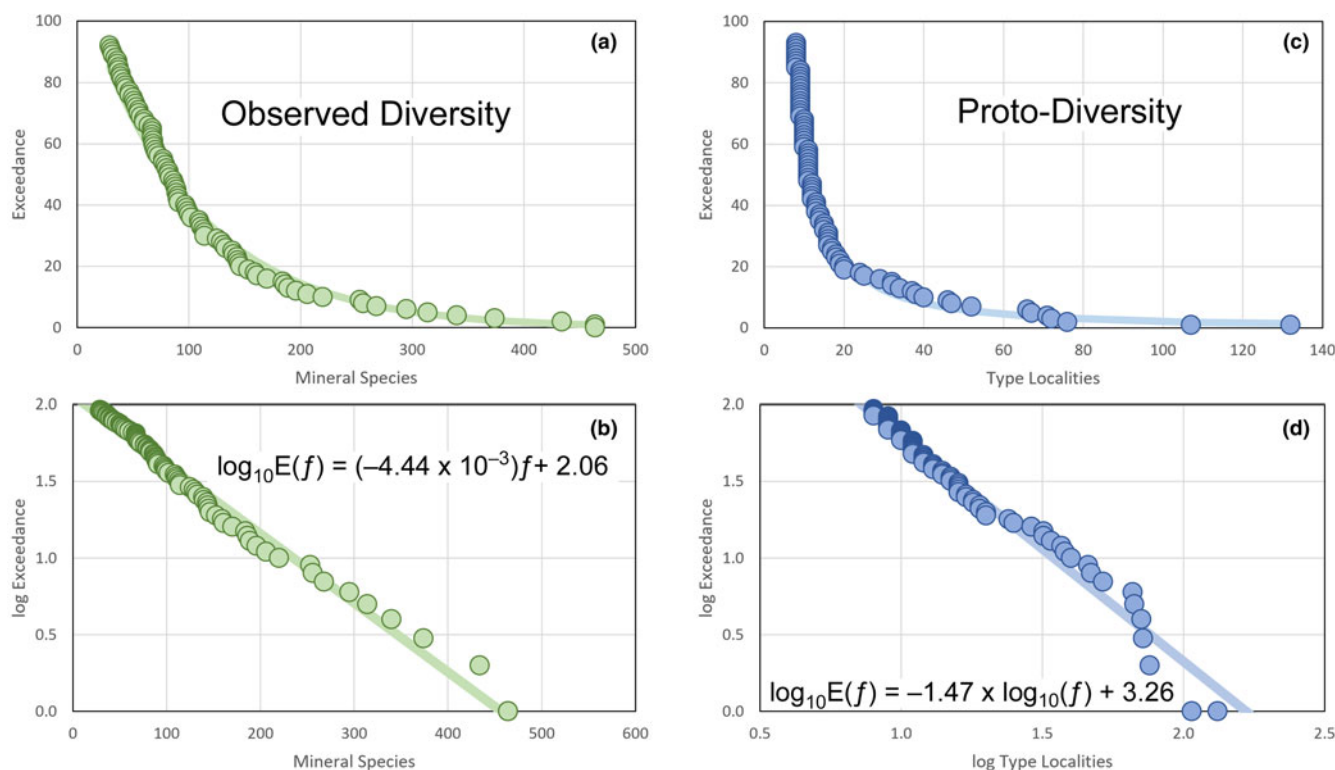 (a)
Observed Diversity
Exceedance
100
80
60
40
20
0
0 100 200 300 400 500
Mineral Species
(c)
Proto-Diversity
Exceedance
100
80
60
40
20
0
0 20 40 60 80 100 120 140
Type Localities
(b)
log₁₀E(ƒ) = (–4.44 x 10⁻³)ƒ + 2.06
log Exceedance
2.0
1.5
1.0
0.5
0.0
0 100 200 300 400 500 600
Mineral Species
(d)
log₁₀E(ƒ) = –1.47 x log₁₀(ƒ) + 3.26
log Exceedance
2.0
1.5
1.0
0.5
0.0
0.5 1.0 1.5 2.0 2.5
log Type Localities